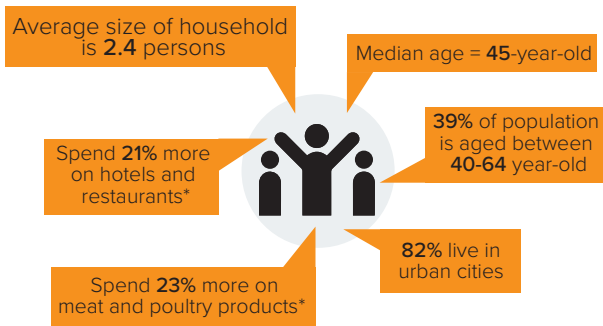 Average size of household
is 2.4 persons
Median age = 45-year-old
39% of population
is aged between
40-64 year-old
Spend 21% more
on hotels and
restaurants*
82% live in
urban cities
Spend 23% more on
meat and poultry products*